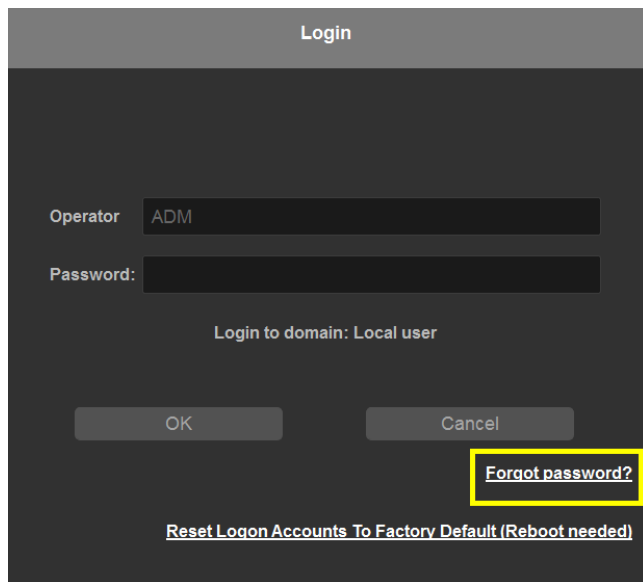 Login
Operator ADM
Password:
Login to domain: Local user
OK Cancel
Forgot password?
Reset Logon Accounts To Factory Default (Reboot needed)